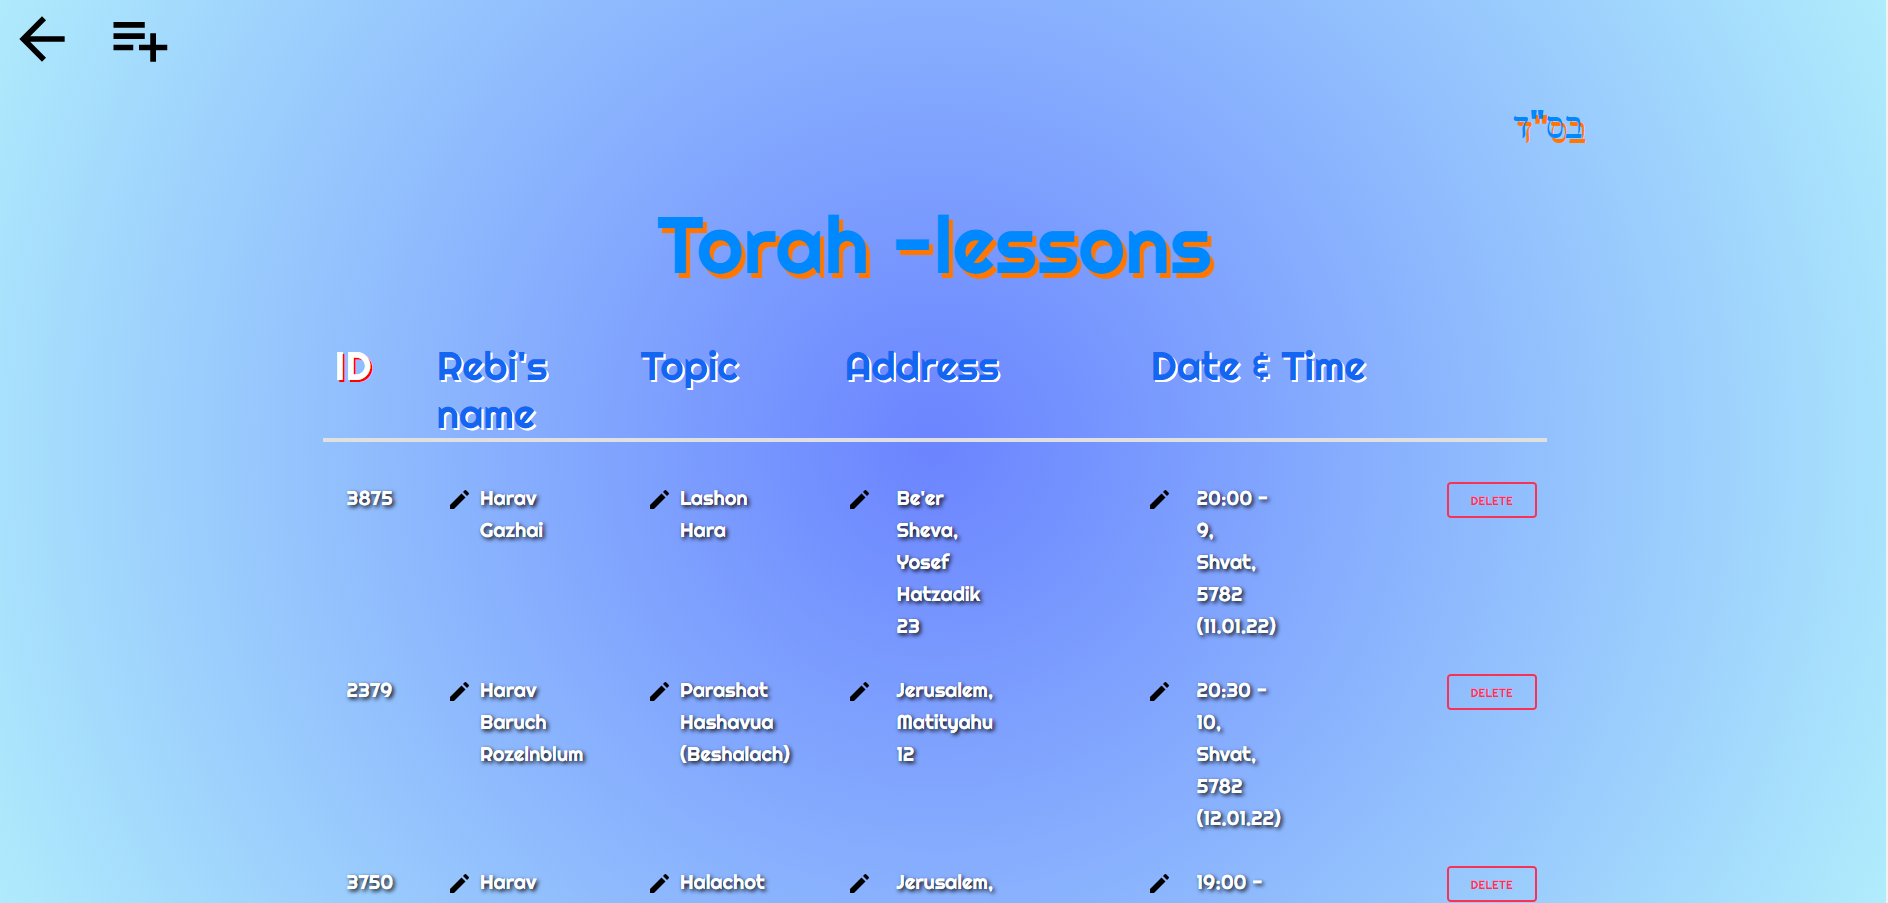 בס"ד
Torah -lessons
ID Rebi's name Topic Address Date & Time
3875
Harav
Gazhai
Lashon
Hara
Be'er
Sheva,
Yosef
Hatzadik
23
20:00 -
9,
Shvat,
5782
(11.01.22)
DELETE
2379
Harav
Baruch
Rozelnblum
Parashat
Hashavua
(Beshalach)
Jerusalem,
Matityahu
12
20:30 -
10,
Shvat,
5782
(12.01.22)
DELETE
3750
Harav
Halachot
Jerusalem,
19:00 -
DELETE